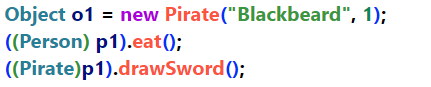 Object o1 = new Pirate("Blackbeard", 1);
((Person) p1).eat();
((Pirate)p1).drawSword();